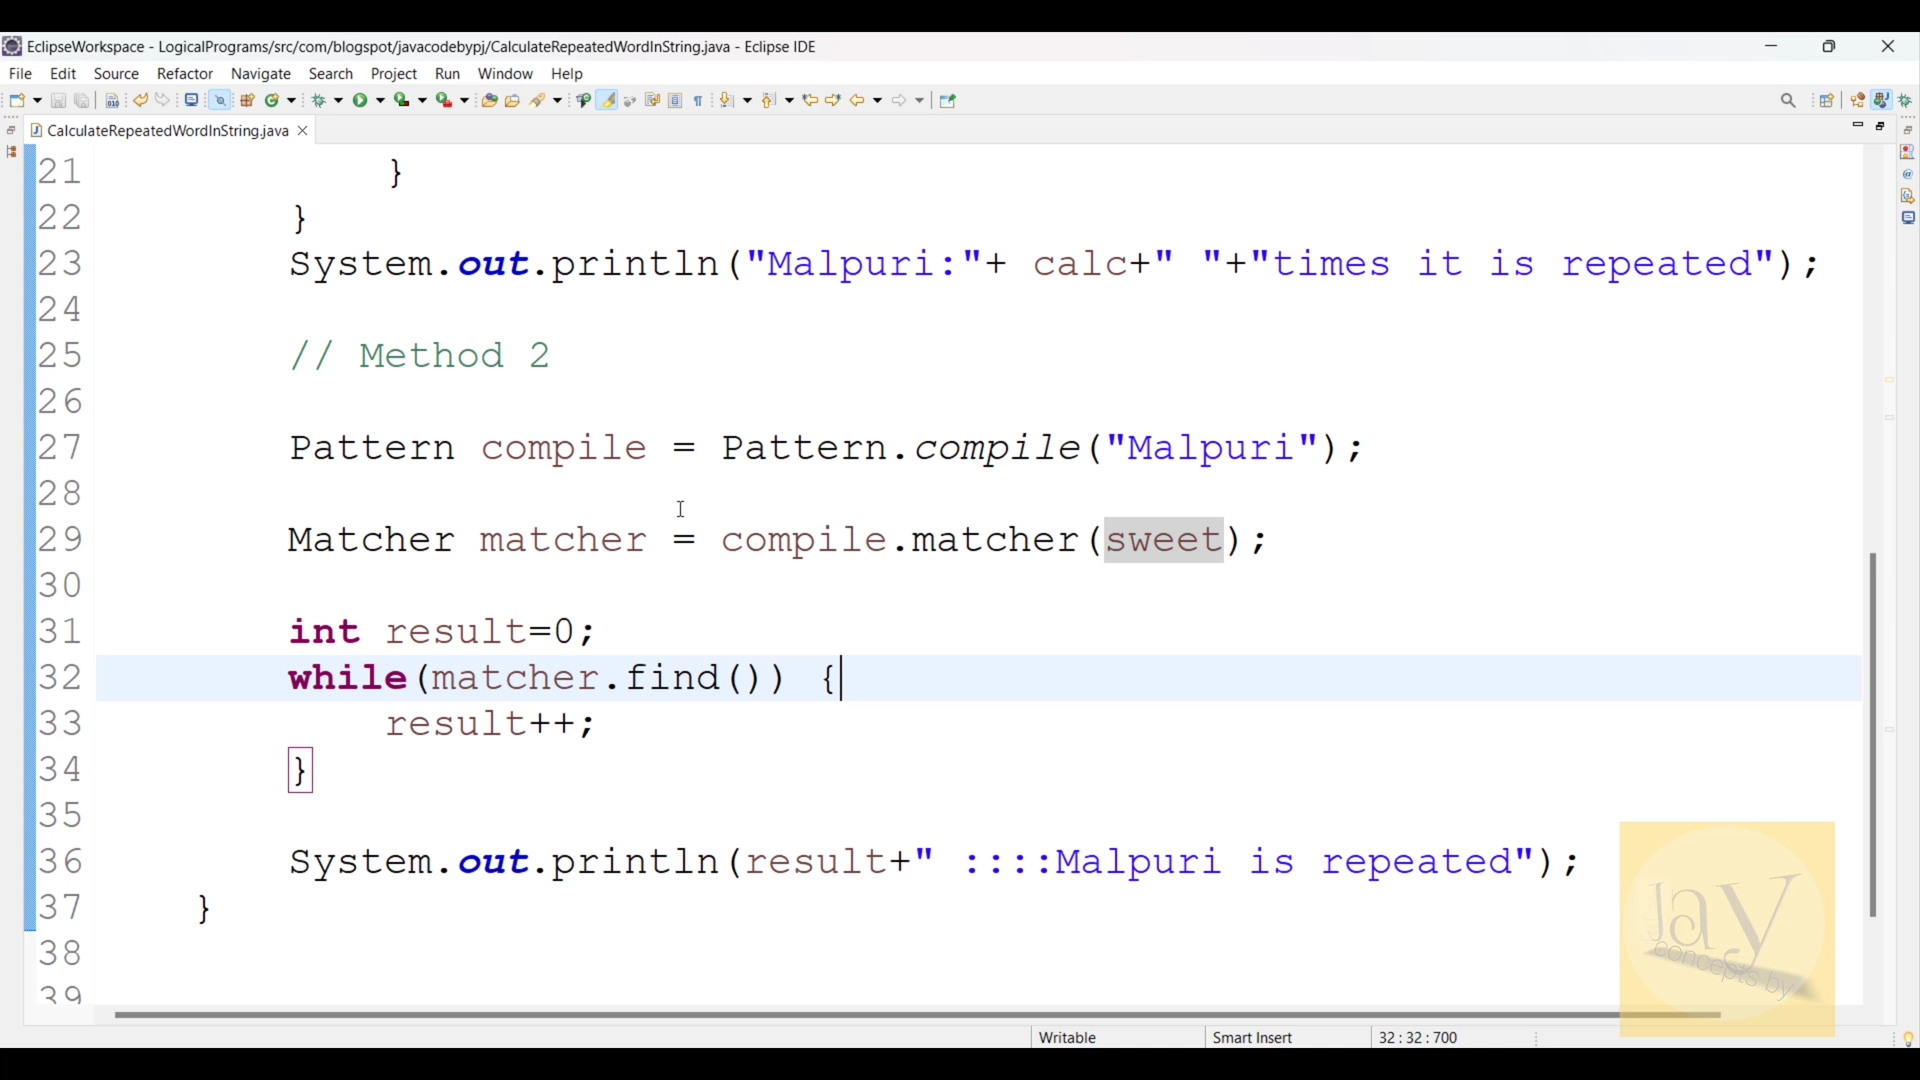 EclipseWorkspace - LogicalPrograms/src/com/blogspot/javacodebypj/CalculateRepeatedWordInString.java - Eclipse IDE
File Edit Source Refactor Navigate Search Project Run Window Help
CalculateRepeatedWordInString.java
21 }
22 }
23 System.out.println("Malpuri:"+ calc+" "+"times it is repeated");
24
25 // Method 2
26
27 Pattern compile = Pattern.compile("Malpuri");
28
29 Matcher matcher = compile.matcher(sweet);
30
31 int result=0;
32 while(matcher.find()) {
33 result++;
34 }
35
36 System.out.println(result+" ::::Malpuri is repeated");
37 }
38
39
Jay
concepts by
Writable Smart Insert 32 : 32 : 700